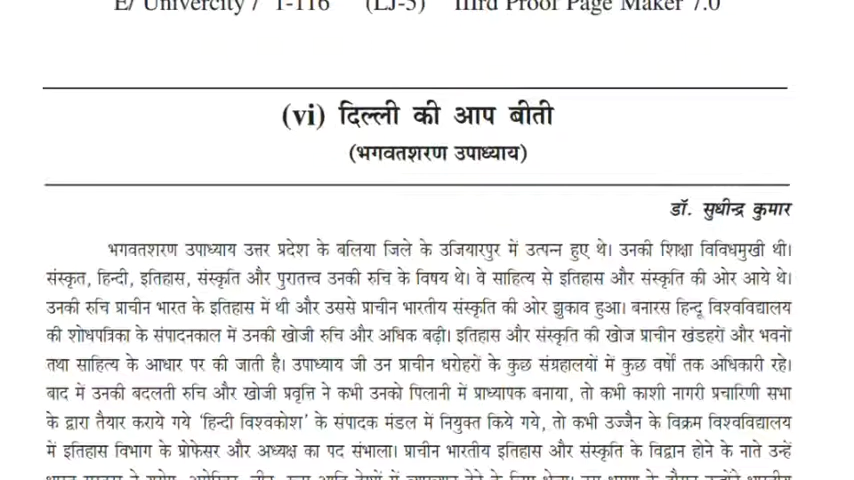 E/ Univercity / 1-116 (LJ-5) IIIrd Proof Page Maker 7.0
(vi) दिल्ली की आप बीती
(भगवतशरण उपाध्याय)
डॉ. सुधीन्द्र कुमार
भगवतशरण उपाध्याय उत्तर प्रदेश के बलिया जिले के उजियारपुर में उत्पन्न हुए थे। उनकी शिक्षा विविधमुखी थी।
संस्कृत, हिन्दी, इतिहास, संस्कृति और पुरातत्त्व उनकी रुचि के विषय थे। वे साहित्य से इतिहास और संस्कृति की ओर आये थे।
उनकी रुचि प्राचीन भारत के इतिहास में थी और उससे प्राचीन भारतीय संस्कृति की ओर झुकाव हुआ। बनारस हिन्दू विश्वविद्यालय
की शोधपत्रिका के संपादनकाल में उनकी खोजी रुचि और अधिक बढ़ी। इतिहास और संस्कृति की खोज प्राचीन खंडहरों और भवनों
तथा साहित्य के आधार पर की जाती है। उपाध्याय जी उन प्राचीन धरोहरों के कुछ संग्रहालयों में कुछ वर्षों तक अधिकारी रहे।
बाद में उनकी बदलती रुचि और खोजी प्रवृत्ति ने कभी उनको पिलानी में प्राध्यापक बनाया, तो कभी काशी नागरी प्रचारिणी सभा
के द्वारा तैयार कराये गये ‘हिन्दी विश्वकोश’ के संपादक मंडल में नियुक्त किये गये, तो कभी उज्जैन के विक्रम विश्वविद्यालय
में इतिहास विभाग के प्रोफेसर और अध्यक्ष का पद संभाला। प्राचीन भारतीय इतिहास और संस्कृति के विद्वान होने के नाते उन्हें